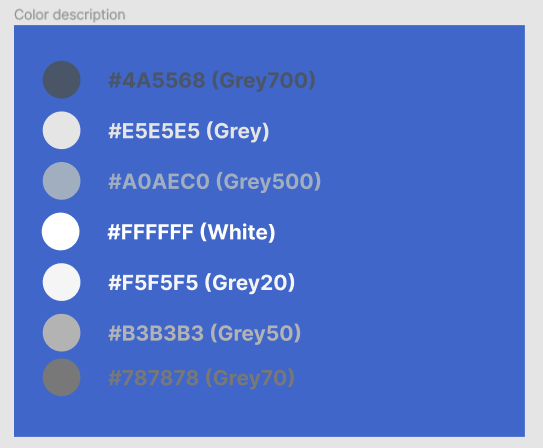 Color description
#4A5568 (Grey700)
#E5E5E5 (Grey)
#A0AEC0 (Grey500)
#FFFFFF (White)
#F5F5F5 (Grey20)
#B3B3B3 (Grey50)
#787878 (Grey70)